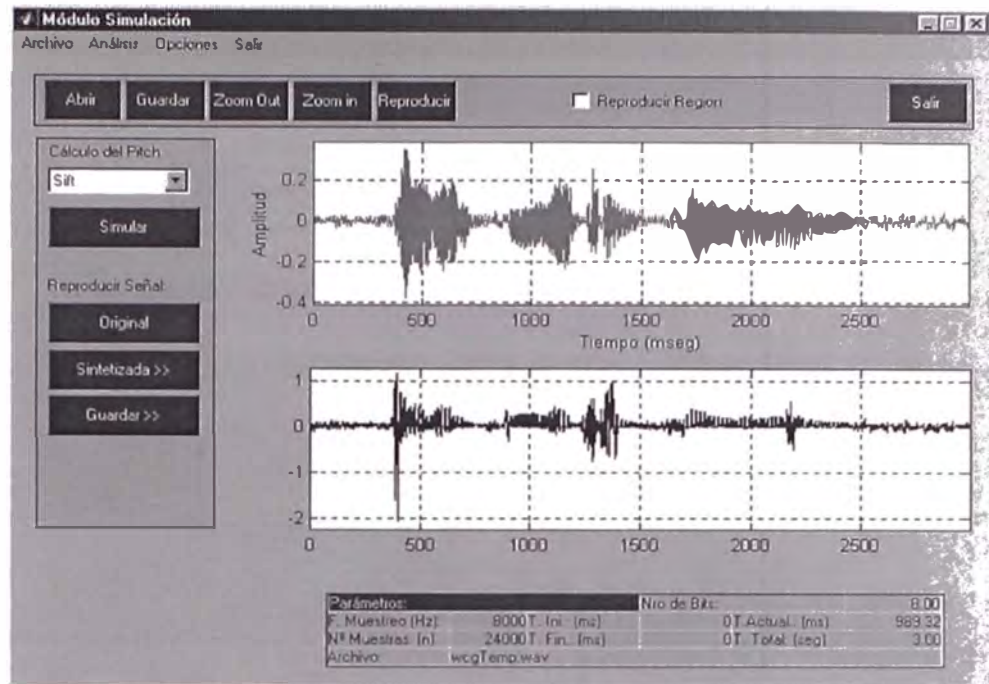 Módulo Simulación
Archivo Análisis Opciones Salir
Abrir Guardar Zoom Out Zoom in Reproducir Reproducir Region Salir
Cálculo del Pitch
Sift
Simular
Reproducir Señal:
Original
Sintetizada >>
Guardar >>
Amplitud
0.2
0
-0.2
-0.4
0 500 1000 1500 2000 2500
Tiempo (mseg)
1
0
-1
-2
0 500 1000 1500 2000 2500
Parámetros: Nro de Bits: 8.00
F. Muestreo (Hz): 8000 T. Ini. (ms) 0 T.Actual. (ms) 989.32
Nº Muestras. (n) 24000 T. Fin. (ms) 0 T. Total. (seg) 3.00
Archivo: wcgTemp.wav